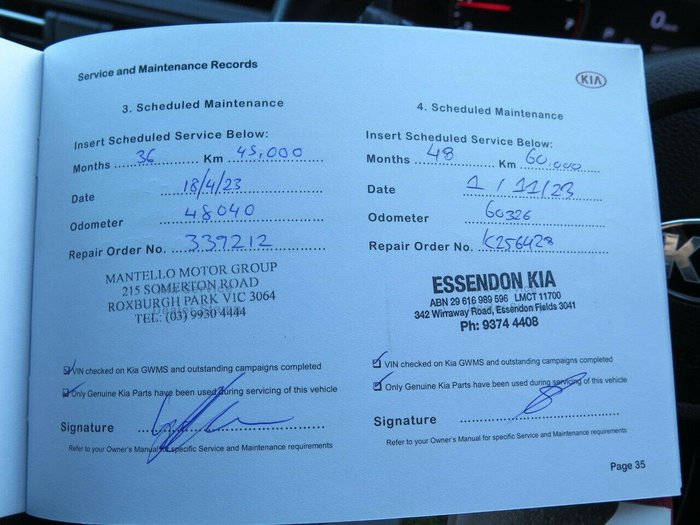 Service and Maintenance Records
KIA
3. Scheduled Maintenance
Insert Scheduled Service Below:
Months 36 Km 45,000
Date 18/4/23
Odometer 48040
Repair Order No. 339212
MANTELLO MOTOR GROUP
215 SOMERTON ROAD
ROXBURGH PARK VIC 3064
TEL: (03) 9930 4444
VIN checked on Kia GWMS and outstanding campaigns completed
Only Genuine Kia Parts have been used during servicing of this vehicle
Signature
Refer to your Owner's Manual for specific Service and Maintenance requirements
4. Scheduled Maintenance
Insert Scheduled Service Below:
Months 48 Km 60,000
Date 1/11/23
Odometer 60326
Repair Order No. K256428
ESSENDON KIA
ABN 29 616 989 596 LMCT 11700
342 Wirraway Road, Essendon Fields 3041
Ph: 9374 4408
VIN checked on Kia GWMS and outstanding campaigns completed
Only Genuine Kia Parts have been used during servicing of this vehicle
Signature
Refer to your Owner's Manual for specific Service and Maintenance requirements
Page 35